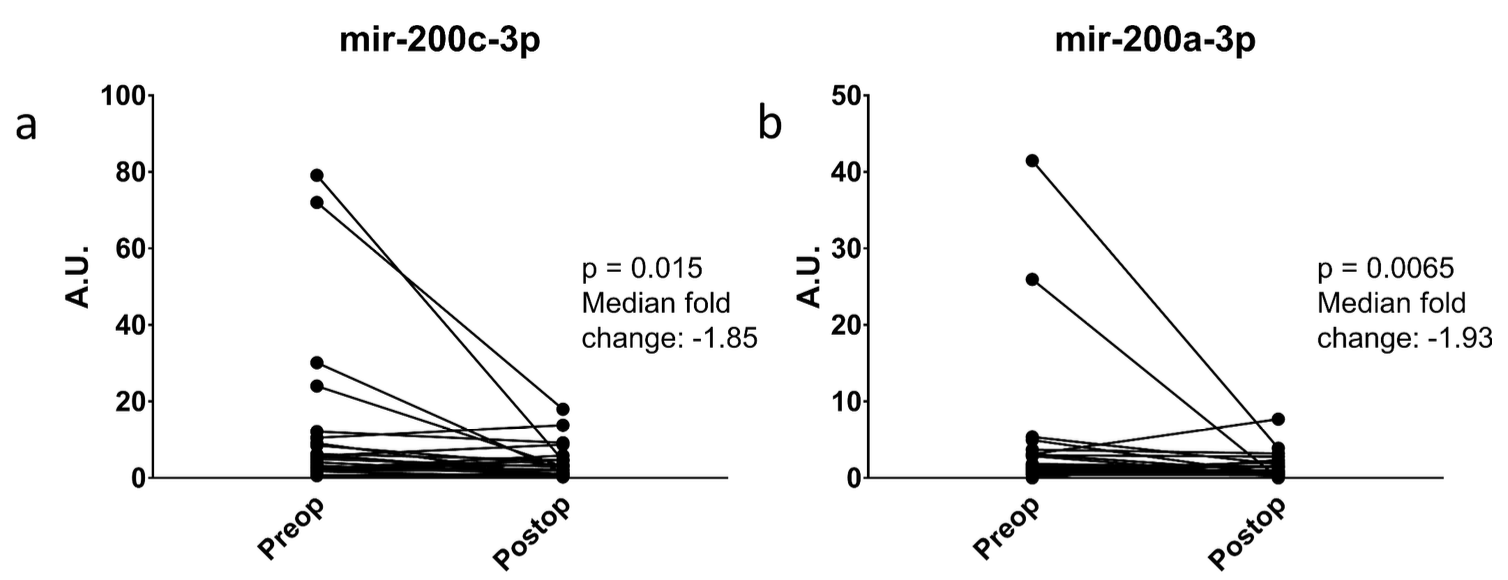 mir-200c-3p
a
100
80
60
40
20
0
A.U.
p = 0.015
Median fold
change: -1.85
Preop
Postop
mir-200a-3p
b
50
40
30
20
10
0
A.U.
p = 0.0065
Median fold
change: -1.93
Preop
Postop